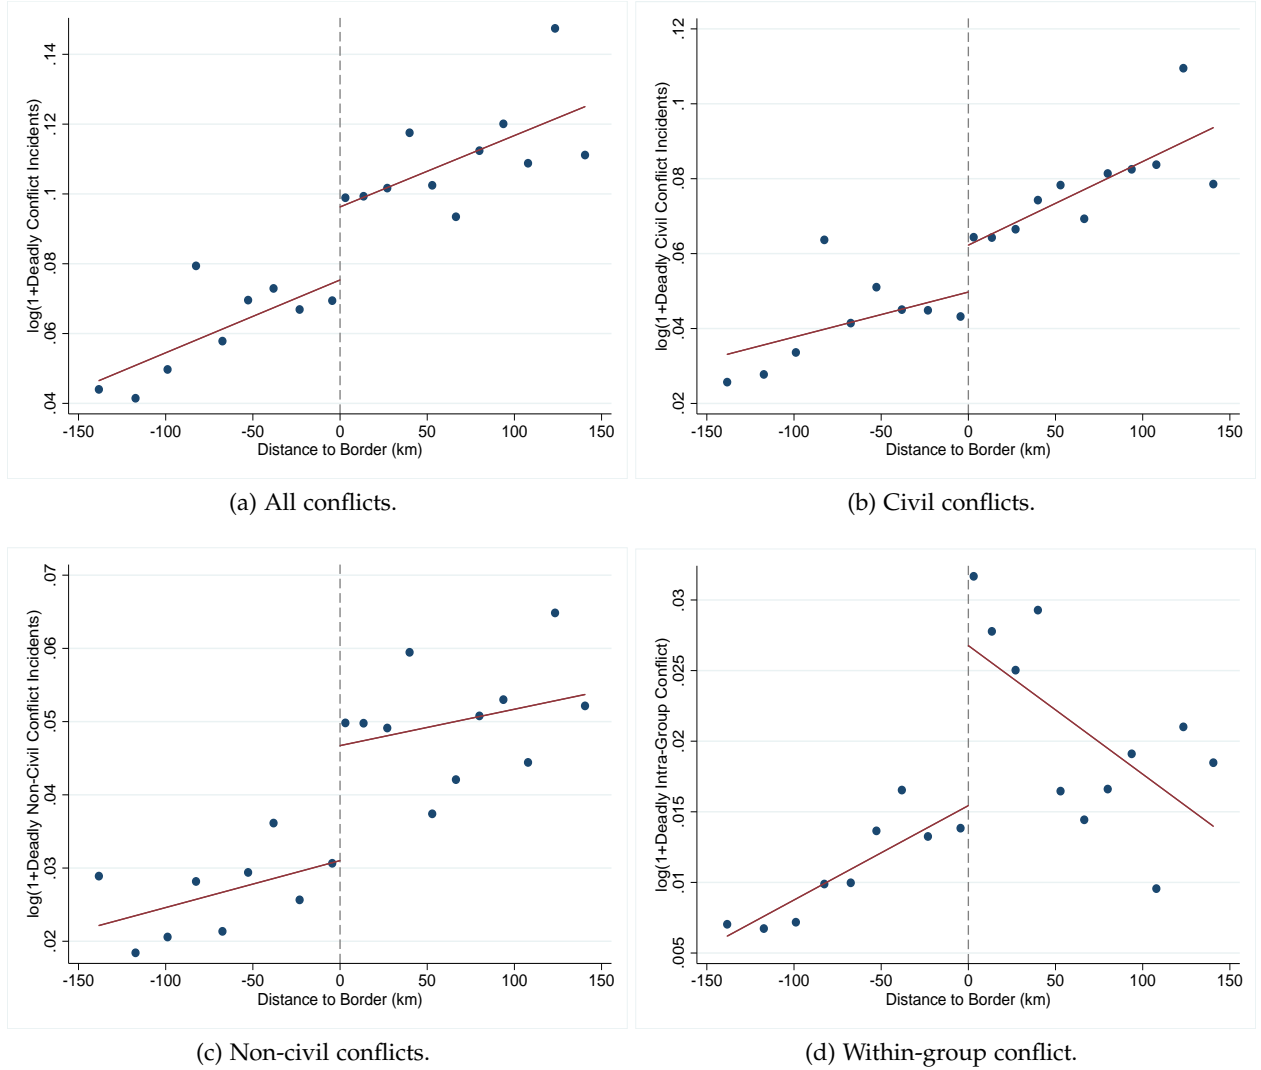 log(1+Deadly Conflict Incidents)
.14
.12
.1
.08
.06
.04
-150 -100 -50 0 50 100 150
Distance to Border (km)
(a) All conflicts.
log(1+Deadly Civil Conflict Incidents)
.12
.1
.08
.06
.04
.02
-150 -100 -50 0 50 100 150
Distance to Border (km)
(b) Civil conflicts.
log(1+Deadly Non-Civil Conflict Incidents)
.07
.06
.05
.04
.03
.02
-150 -100 -50 0 50 100 150
Distance to Border (km)
(c) Non-civil conflicts.
log(1+Deadly Intra-Group Conflict)
.03
.025
.02
.015
.01
.005
-150 -100 -50 0 50 100 150
Distance to Border (km)
(d) Within-group conflict.